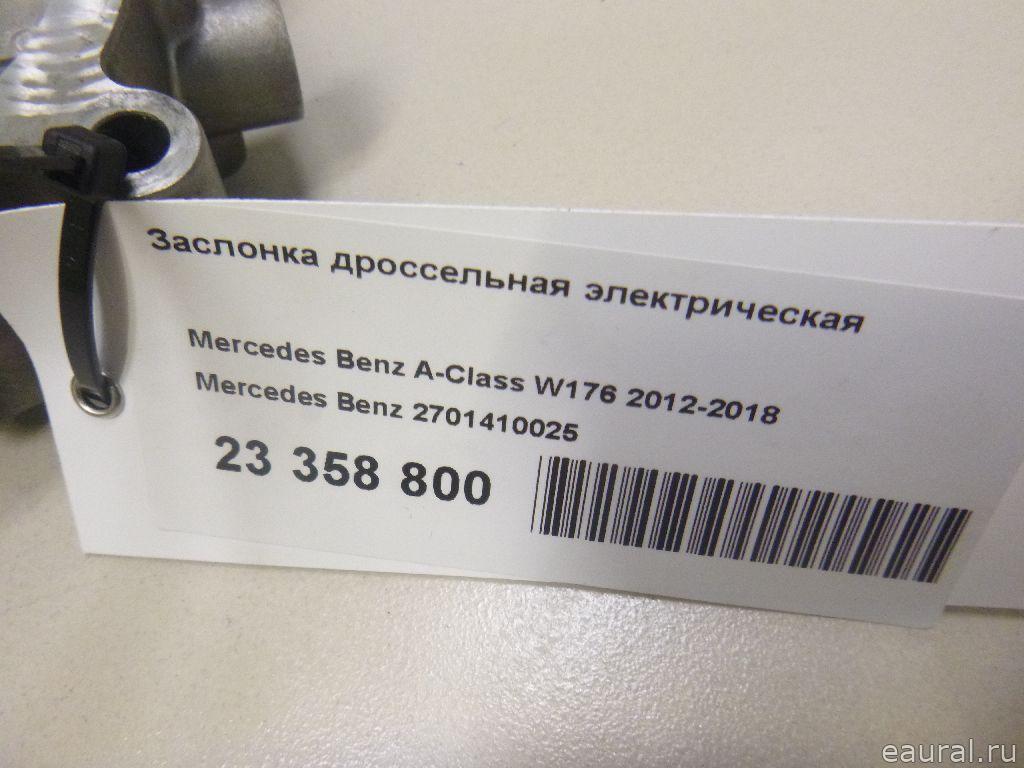 Заслонка дроссельная электрическая
Mercedes Benz A-Class W176 2012-2018
Mercedes Benz 2701410025
23 358 800
eaural.ru